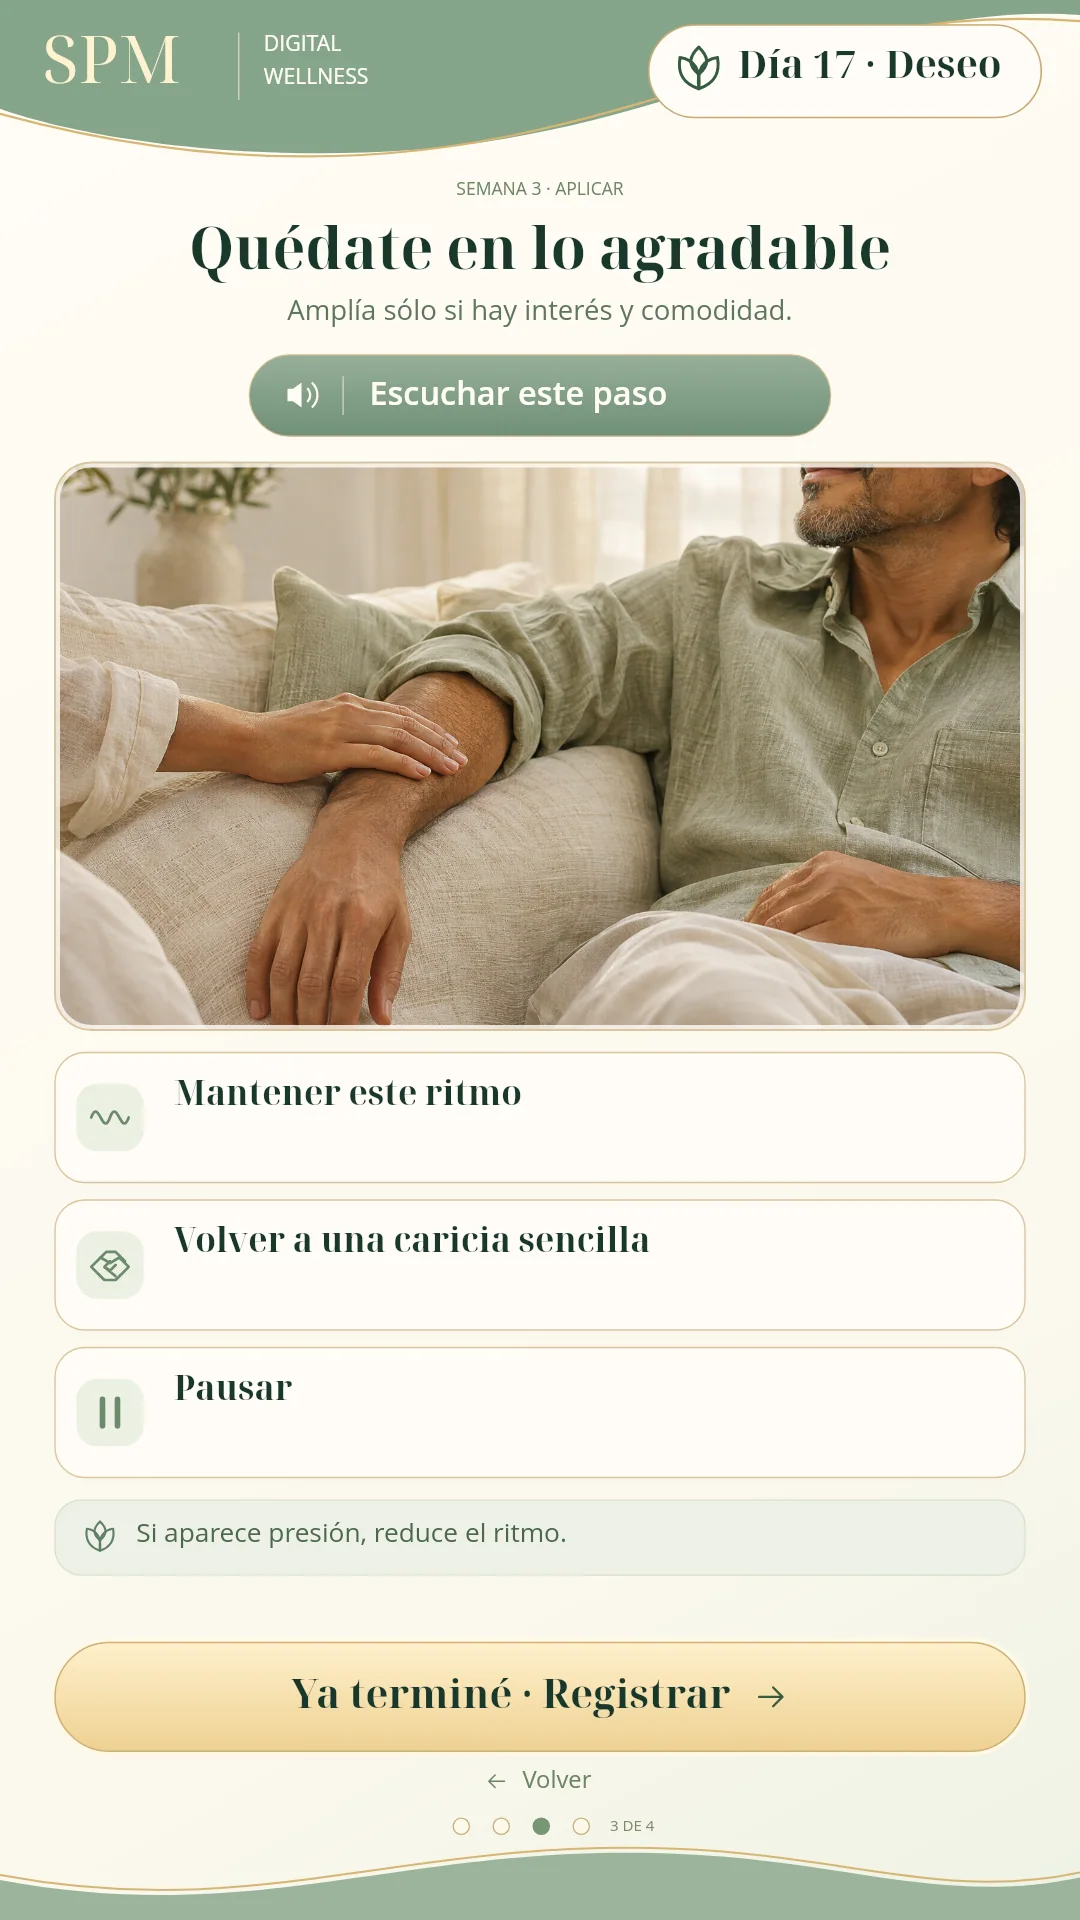 SPM
DIGITAL
WELLNESS
Día 17 · Deseo
SEMANA 3 · APLICAR
Quédate en lo agradable
Amplía sólo si hay interés y comodidad.
Escuchar este paso
Mantener este ritmo
Volver a una caricia sencilla
Pausar
Si aparece presión, reduce el ritmo.
Ya terminé · Registrar →
← Volver
3 DE 4